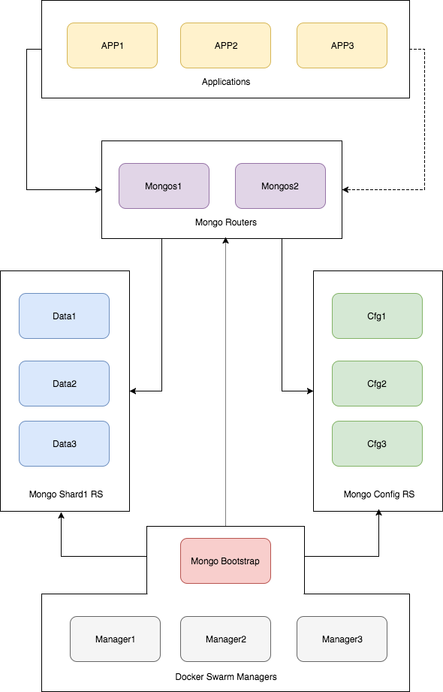 APP1 APP2 APP3
Applications
Mongos1 Mongos2
Mongo Routers
Data1
Data2
Data3
Mongo Shard1 RS
Cfg1
Cfg2
Cfg3
Mongo Config RS
Mongo Bootstrap
Manager1 Manager2 Manager3
Docker Swarm Managers